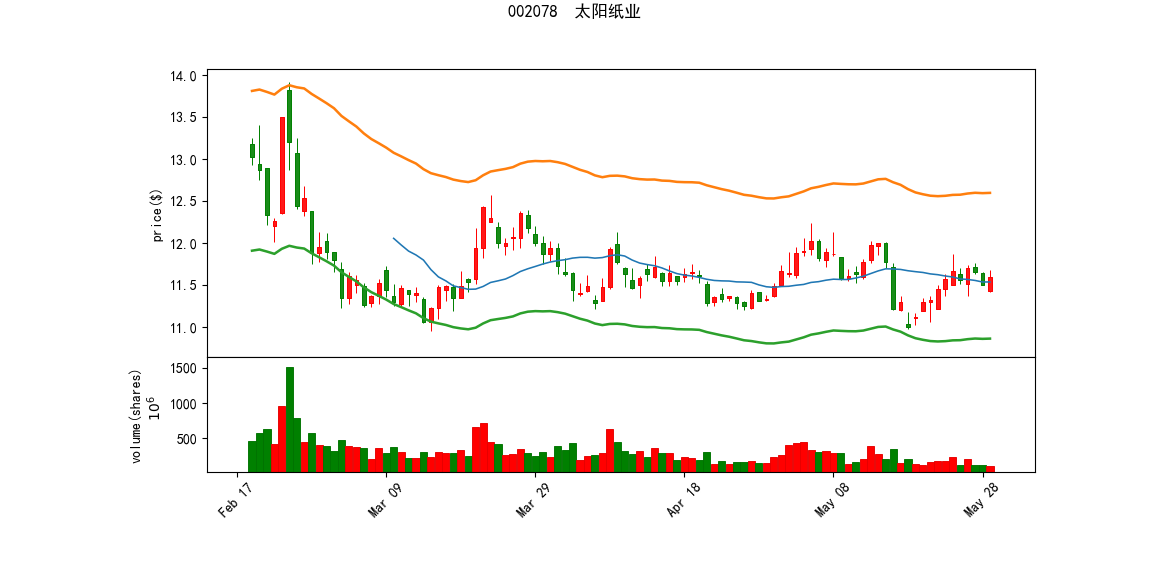 002078 太阳纸业
14.0
13.5
13.0
12.5
12.0
11.5
11.0
price($)
1500
1000
500
volume(shares)
10^6
Feb 17
Mar 09
Mar 29
Apr 18
May 08
May 28